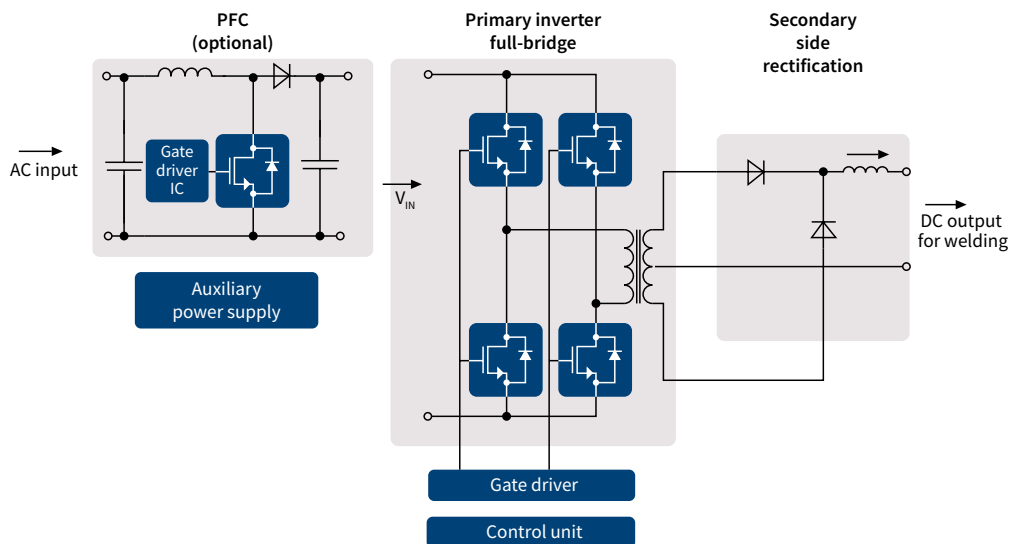 PFC
(optional)
Primary inverter
full-bridge
Secondary
side
rectification
AC input
Gate
driver
IC
V_IN
DC output
for welding
Auxiliary
power supply
Gate driver
Control unit